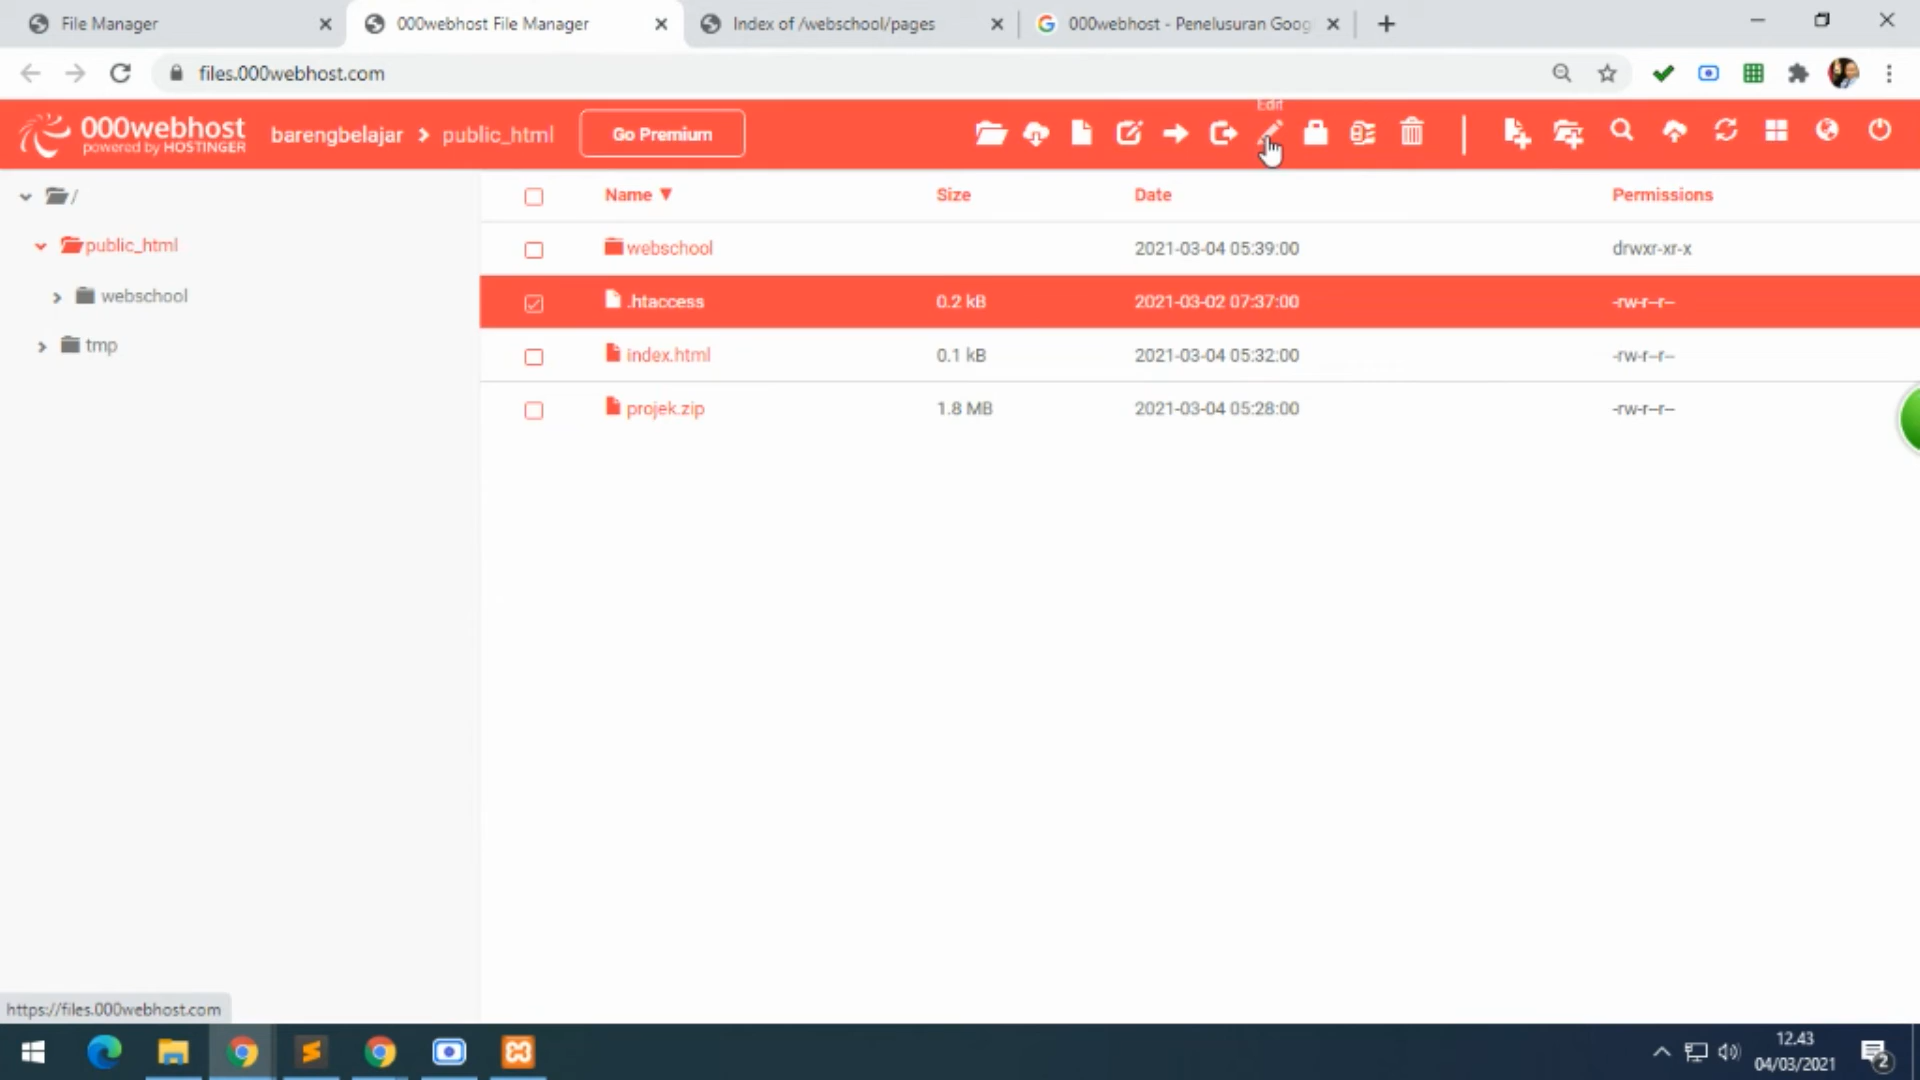 File Manager
000webhost File Manager
Index of /webschool/pages
000webhost - Penelusuran Goog
files.000webhost.com
Edit
000webhost
powered by HOSTINGER
barengbelajar
public_html
Go Premium
/
public_html
webschool
tmp
Name ▼ Size Date Permissions
webschool 2021-03-04 05:39:00 drwxr-xr-x
.htaccess 0.2 kB 2021-03-02 07:37:00 -rw-r--r--
index.html 0.1 kB 2021-03-04 05:32:00 -rw-r--r--
projek.zip 1.8 MB 2021-03-04 05:28:00 -rw-r--r--
https://files.000webhost.com
12.43
04/03/2021
2